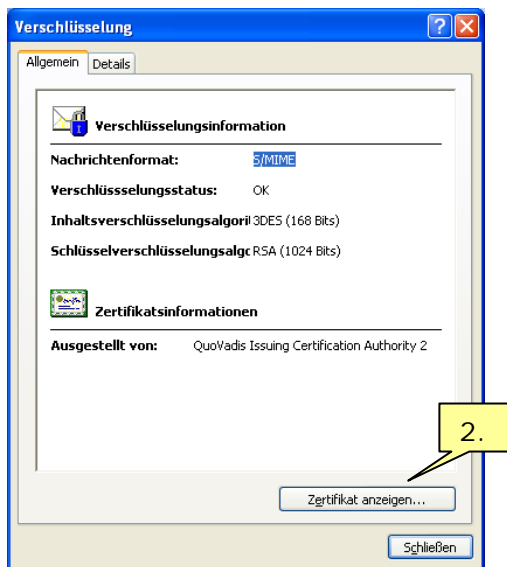 Verschlüsselung
Allgemein Details
Verschlüsselungsinformation
Nachrichtenformat: S/MIME
Verschlüssselungsstatus: OK
Inhaltsverschlüsselungsalgori 3DES (168 Bits)
Schlüsselverschlüsselungsalgc RSA (1024 Bits)
Zertifikatsinformationen
Ausgestellt von: QuoVadis Issuing Certification Authority 2
2.
Zertifikat anzeigen...
Schließen